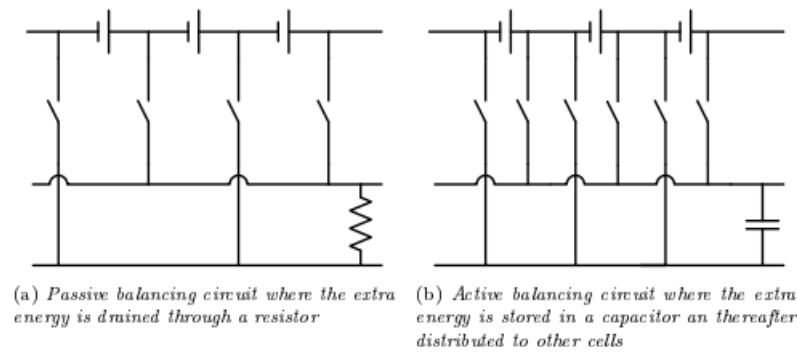 (a) Passive balancing circuit where the extra
energy is drained through a resistor
(b) Active balancing circuit where the extra
energy is stored in a capacitor an thereafter
distributed to other cells